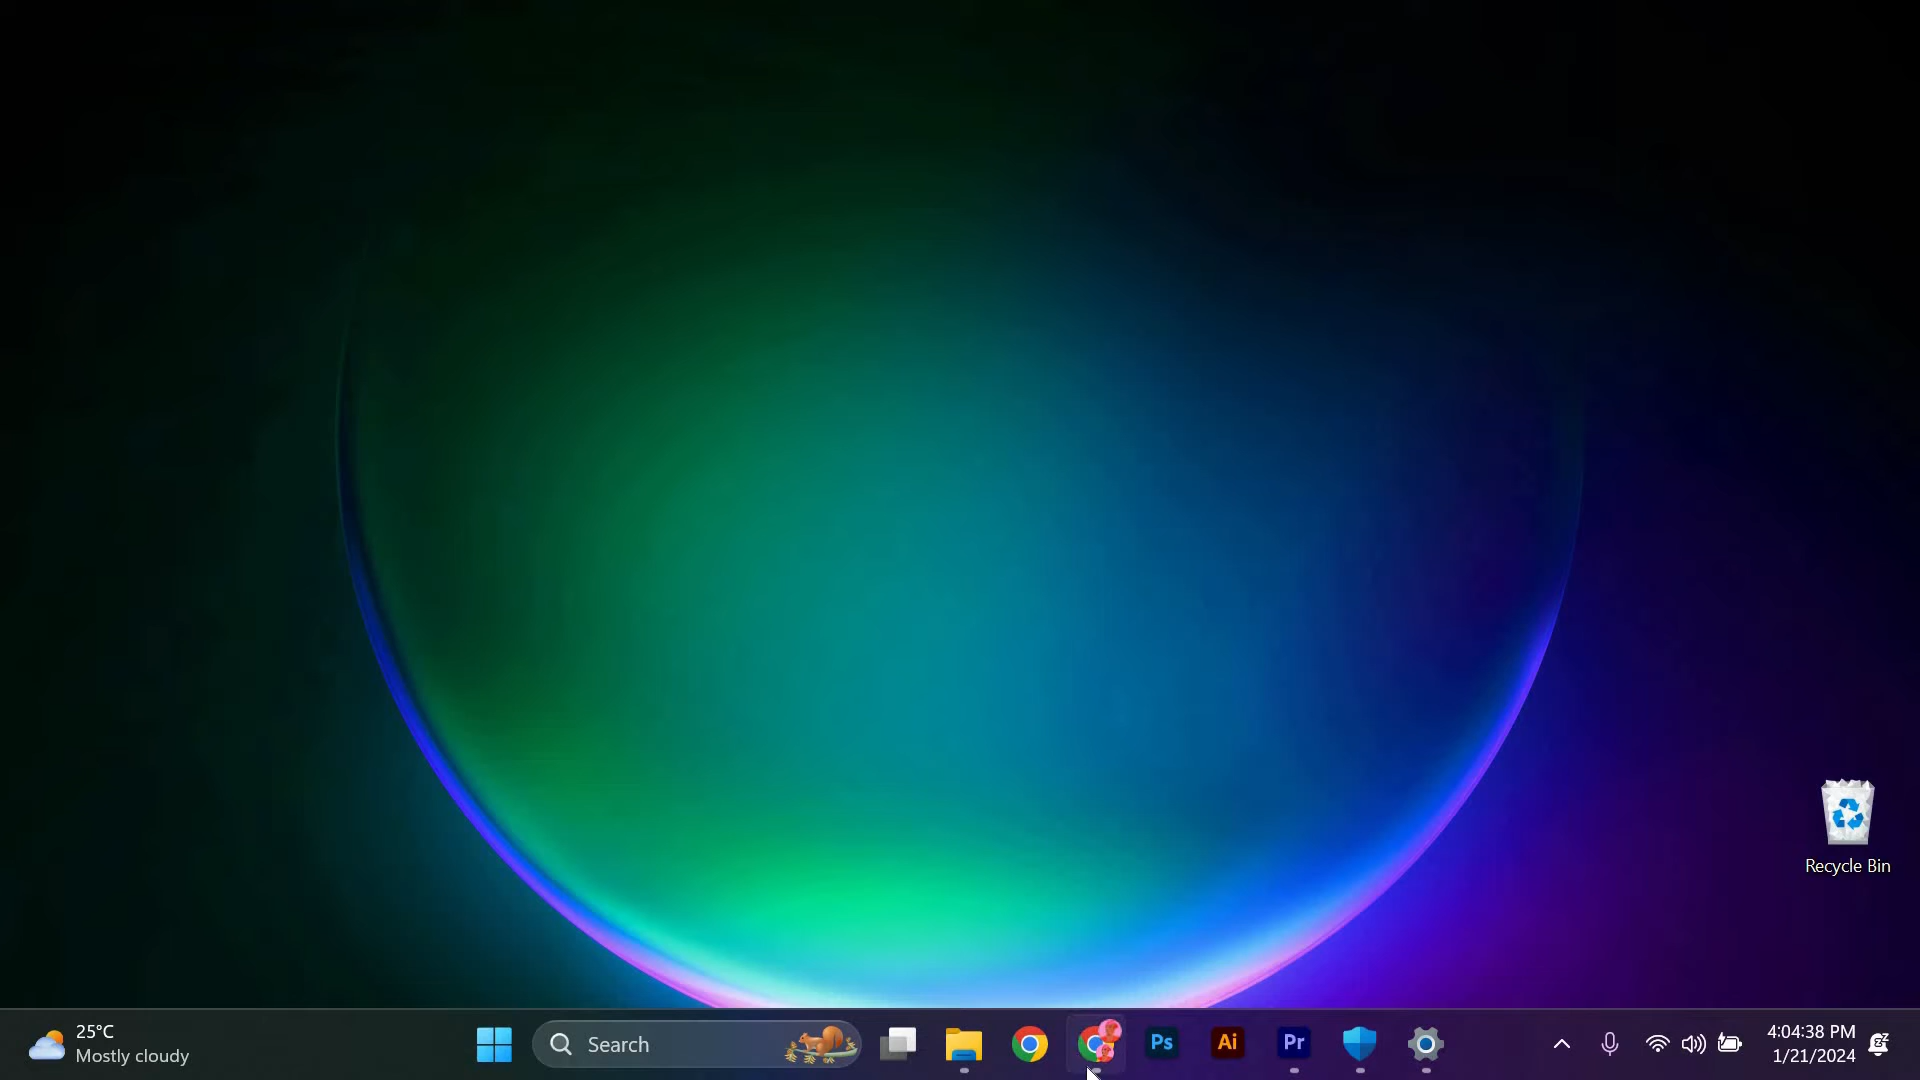 Recycle Bin
25°C
Mostly cloudy
Search
Ps
Ai
Pr
4:04:38 PM
1/21/2024